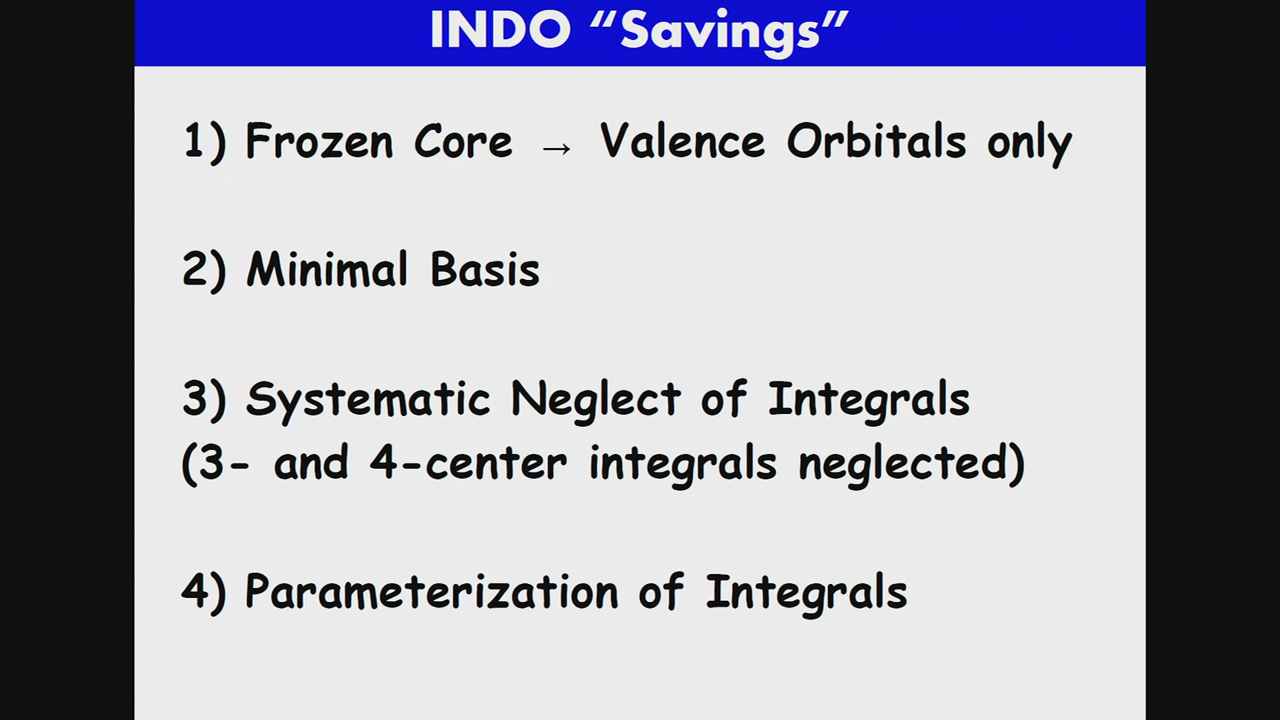 INDO “Savings”
1) Frozen Core → Valence Orbitals only
2) Minimal Basis
3) Systematic Neglect of Integrals
(3- and 4-center integrals neglected)
4) Parameterization of Integrals